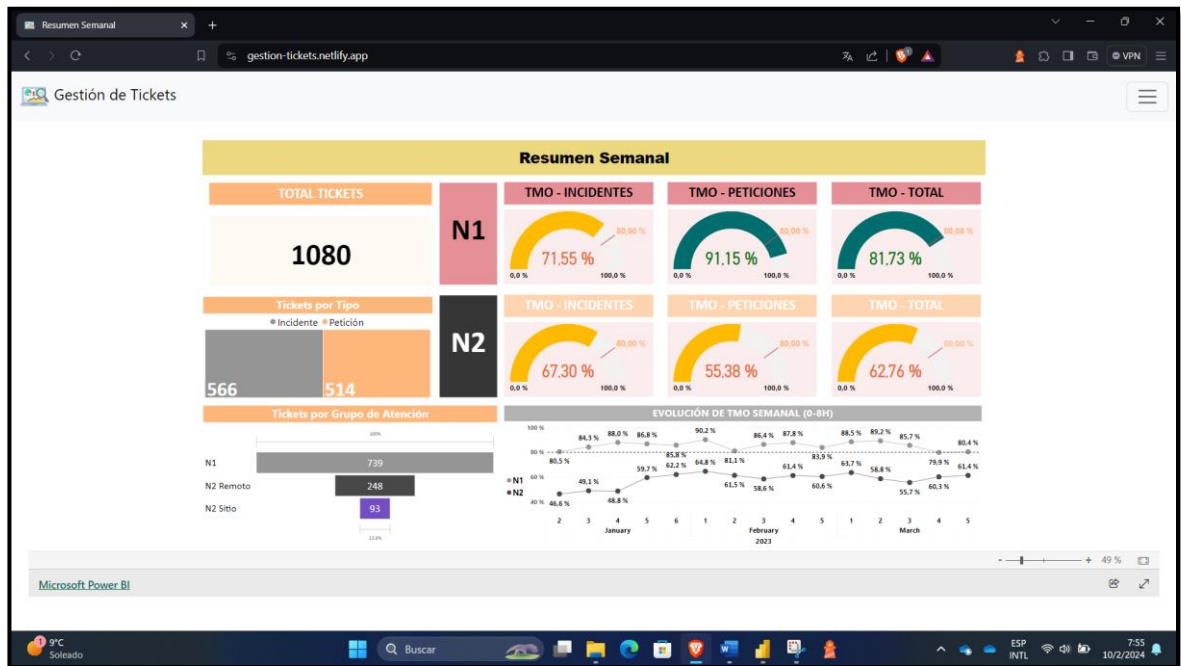 Resumen Semanal
gestion-tickets.netlify.app
VPN
Gestión de Tickets
Resumen Semanal
TOTAL TICKETS
1080
N1
TMO - INCIDENTES
80,00 %
71,55 %
0,0 %
100,0 %
TMO - PETICIONES
80,00 %
91,15 %
0,0 %
100,0 %
TMO - TOTAL
80,00 %
81,73 %
0,0 %
100,0 %
Tickets por Tipo
Incidente Petición
566
514
N2
TMO - INCIDENTES
80,00 %
67,30 %
0,0 %
100,0 %
TMO - PETICIONES
80,00 %
55,38 %
0,0 %
100,0 %
TMO - TOTAL
80,00 %
62,76 %
0,0 %
100,0 %
Tickets por Grupo de Atención
100%
N1
739
N2 Remoto
248
N2 Sitio
93
12,6%
EVOLUCIÓN DE TMO SEMANAL (0-8H)
N1
N2
100 %
80 %
60 %
40 %
80,5 % 84,3 % 88,0 % 86,8 % 85,8 % 90,2 % 81,1 % 86,4 % 87,8 % 83,9 % 88,5 % 89,2 % 85,7 % 79,9 % 80,4 %
46,6 % 49,1 % 48,8 % 59,7 % 62,2 % 64,8 % 61,5 % 58,6 % 61,4 % 60,6 % 63,7 % 58,8 % 55,7 % 60,3 % 61,4 %
2 3 4 5 6 1 2 3 4 5 1 2 3 4 5
January February March
2023
- + 49 %
Microsoft Power BI
1
9°C
Soleado
Buscar
ESP
INTL
7:55
10/2/2024